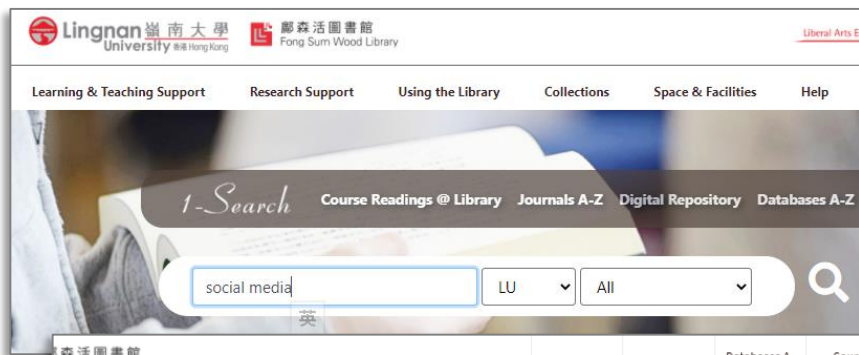 Lingnan 嶺南大學
University 香港 Hong Kong
鄺森活圖書館
Fong Sum Wood Library
Liberal Arts E
Learning & Teaching Support Research Support Using the Library Collections Space & Facilities Help
1-Search Course Readings @ Library Journals A-Z Digital Repository Databases A-Z
social media LU All
英
森活圖書館